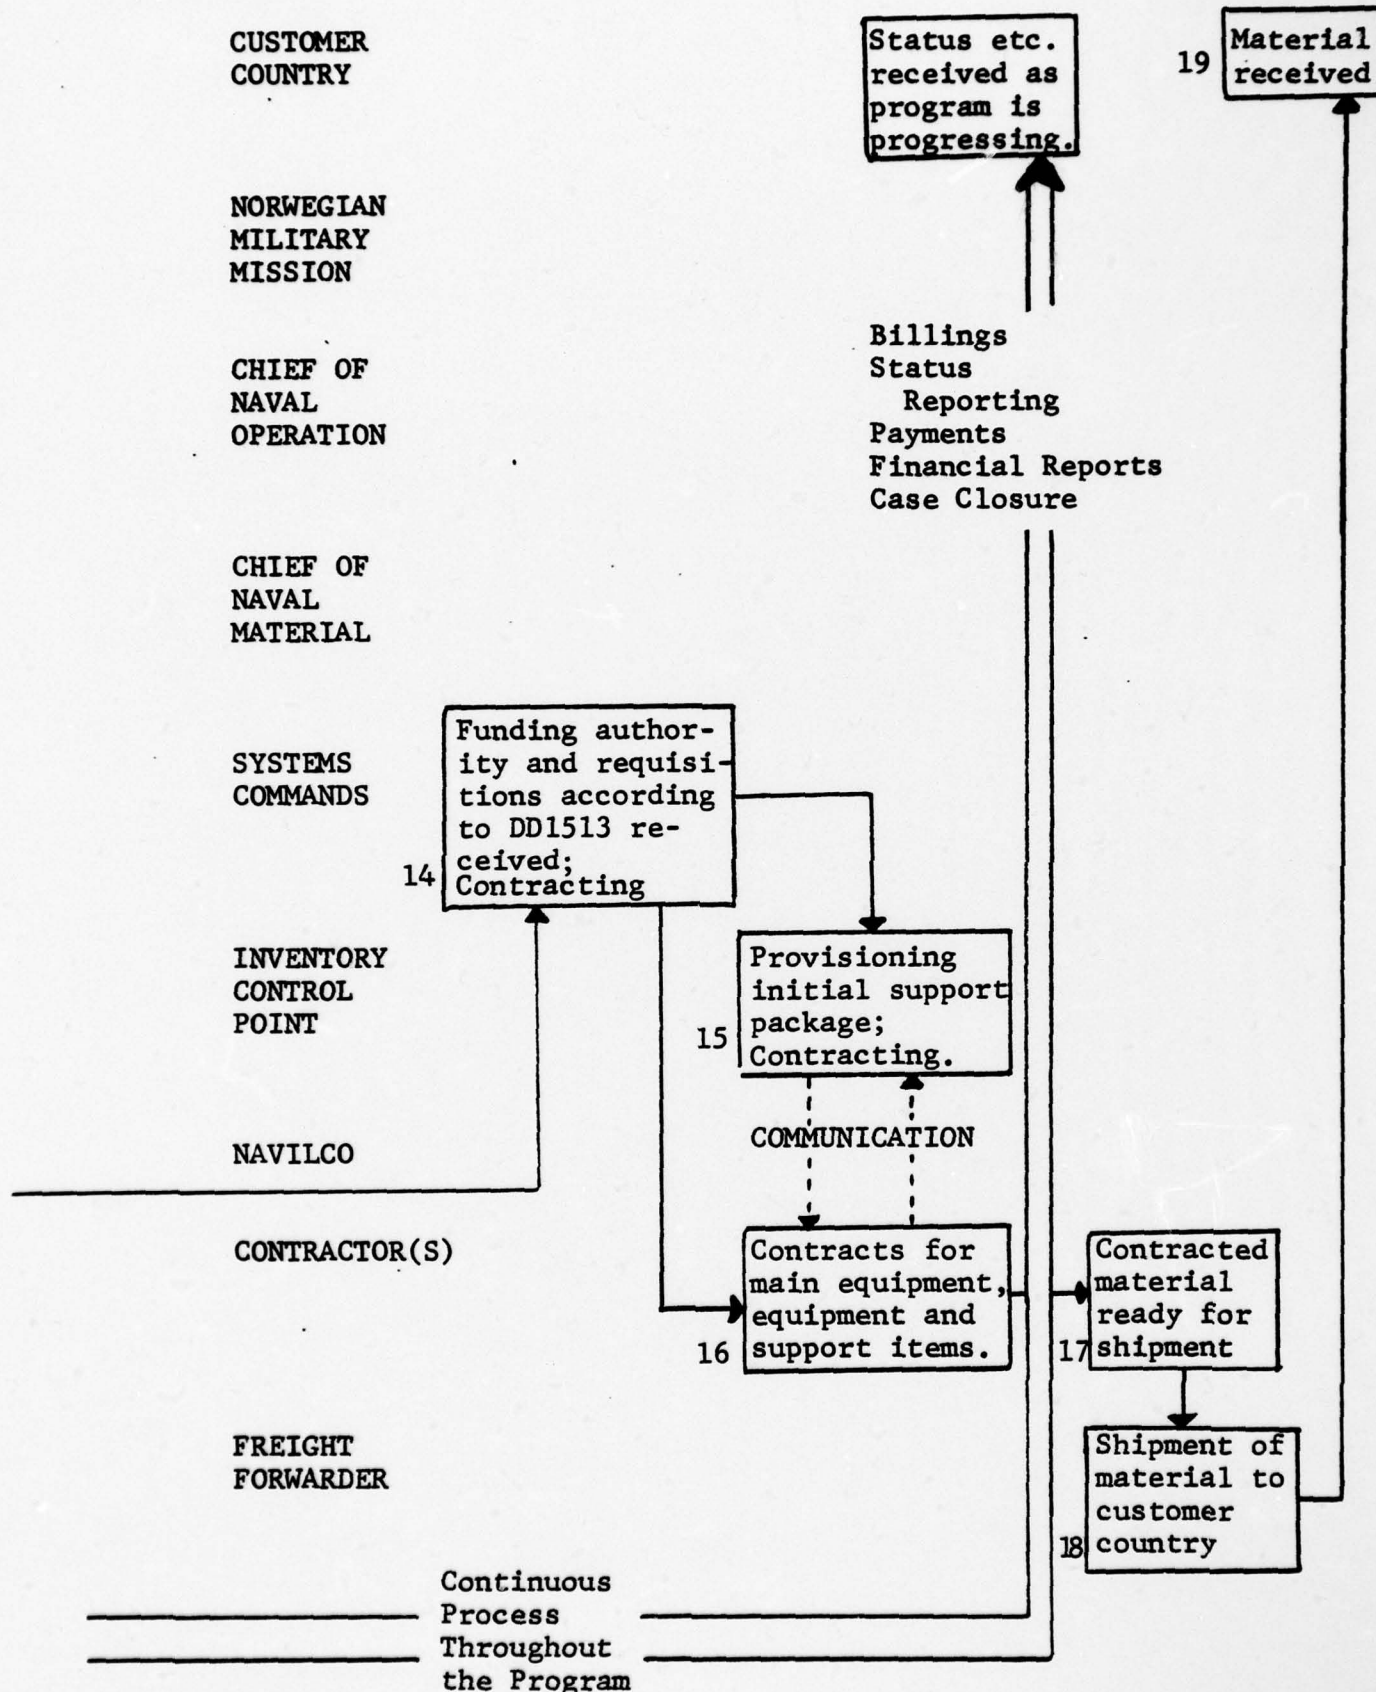 CUSTOMER
COUNTRY
Status etc.
received as
program is
progressing.
19
Material
received
NORWEGIAN
MILITARY
MISSION
CHIEF OF
NAVAL
OPERATION
Billings
Status
Reporting
Payments
Financial Reports
Case Closure
CHIEF OF
NAVAL
MATERIAL
SYSTEMS
COMMANDS
14
Funding author-
ity and requisi-
tions according
to DD1513 re-
ceived;
Contracting
INVENTORY
CONTROL
POINT
15
Provisioning
initial support
package;
Contracting.
COMMUNICATION
NAVILCO
CONTRACTOR(S)
16
Contracts for
main equipment,
equipment and
support items.
17
Contracted
material
ready for
shipment
FREIGHT
FORWARDER
18
Shipment of
material to
customer
country
Continuous
Process
Throughout
the Program